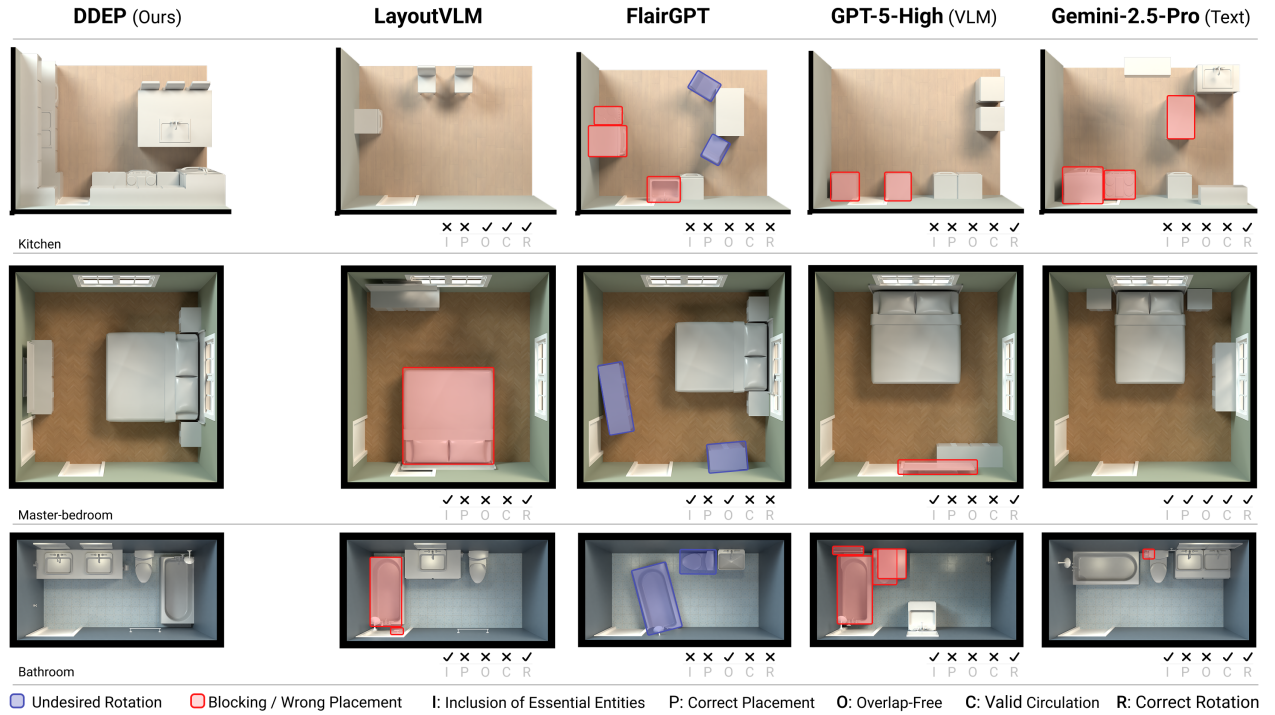 DDEP (Ours) LayoutVLM FlairGPT GPT-5-High (VLM) Gemini-2.5-Pro (Text)
✗ ✗ ✓ ✓ ✓ ✗ ✗ ✗ ✗ ✗ ✗ ✗ ✗ ✗ ✓ ✗ ✗ ✗ ✗ ✓
Kitchen I P O C R I P O C R I P O C R I P O C R
✓ ✗ ✗ ✗ ✓ ✓ ✗ ✓ ✗ ✗ ✓ ✗ ✗ ✗ ✓ ✓ ✓ ✓ ✓ ✓
Master-bedroom I P O C R I P O C R I P O C R I P O C R
✓ ✗ ✗ ✗ ✓ ✗ ✗ ✓ ✗ ✗ ✓ ✗ ✗ ✗ ✓ ✓ ✗ ✗ ✓ ✓
Bathroom I P O C R I P O C R I P O C R I P O C R
Undesired Rotation Blocking / Wrong Placement I: Inclusion of Essential Entities P: Correct Placement O: Overlap-Free C: Valid Circulation R: Correct Rotation